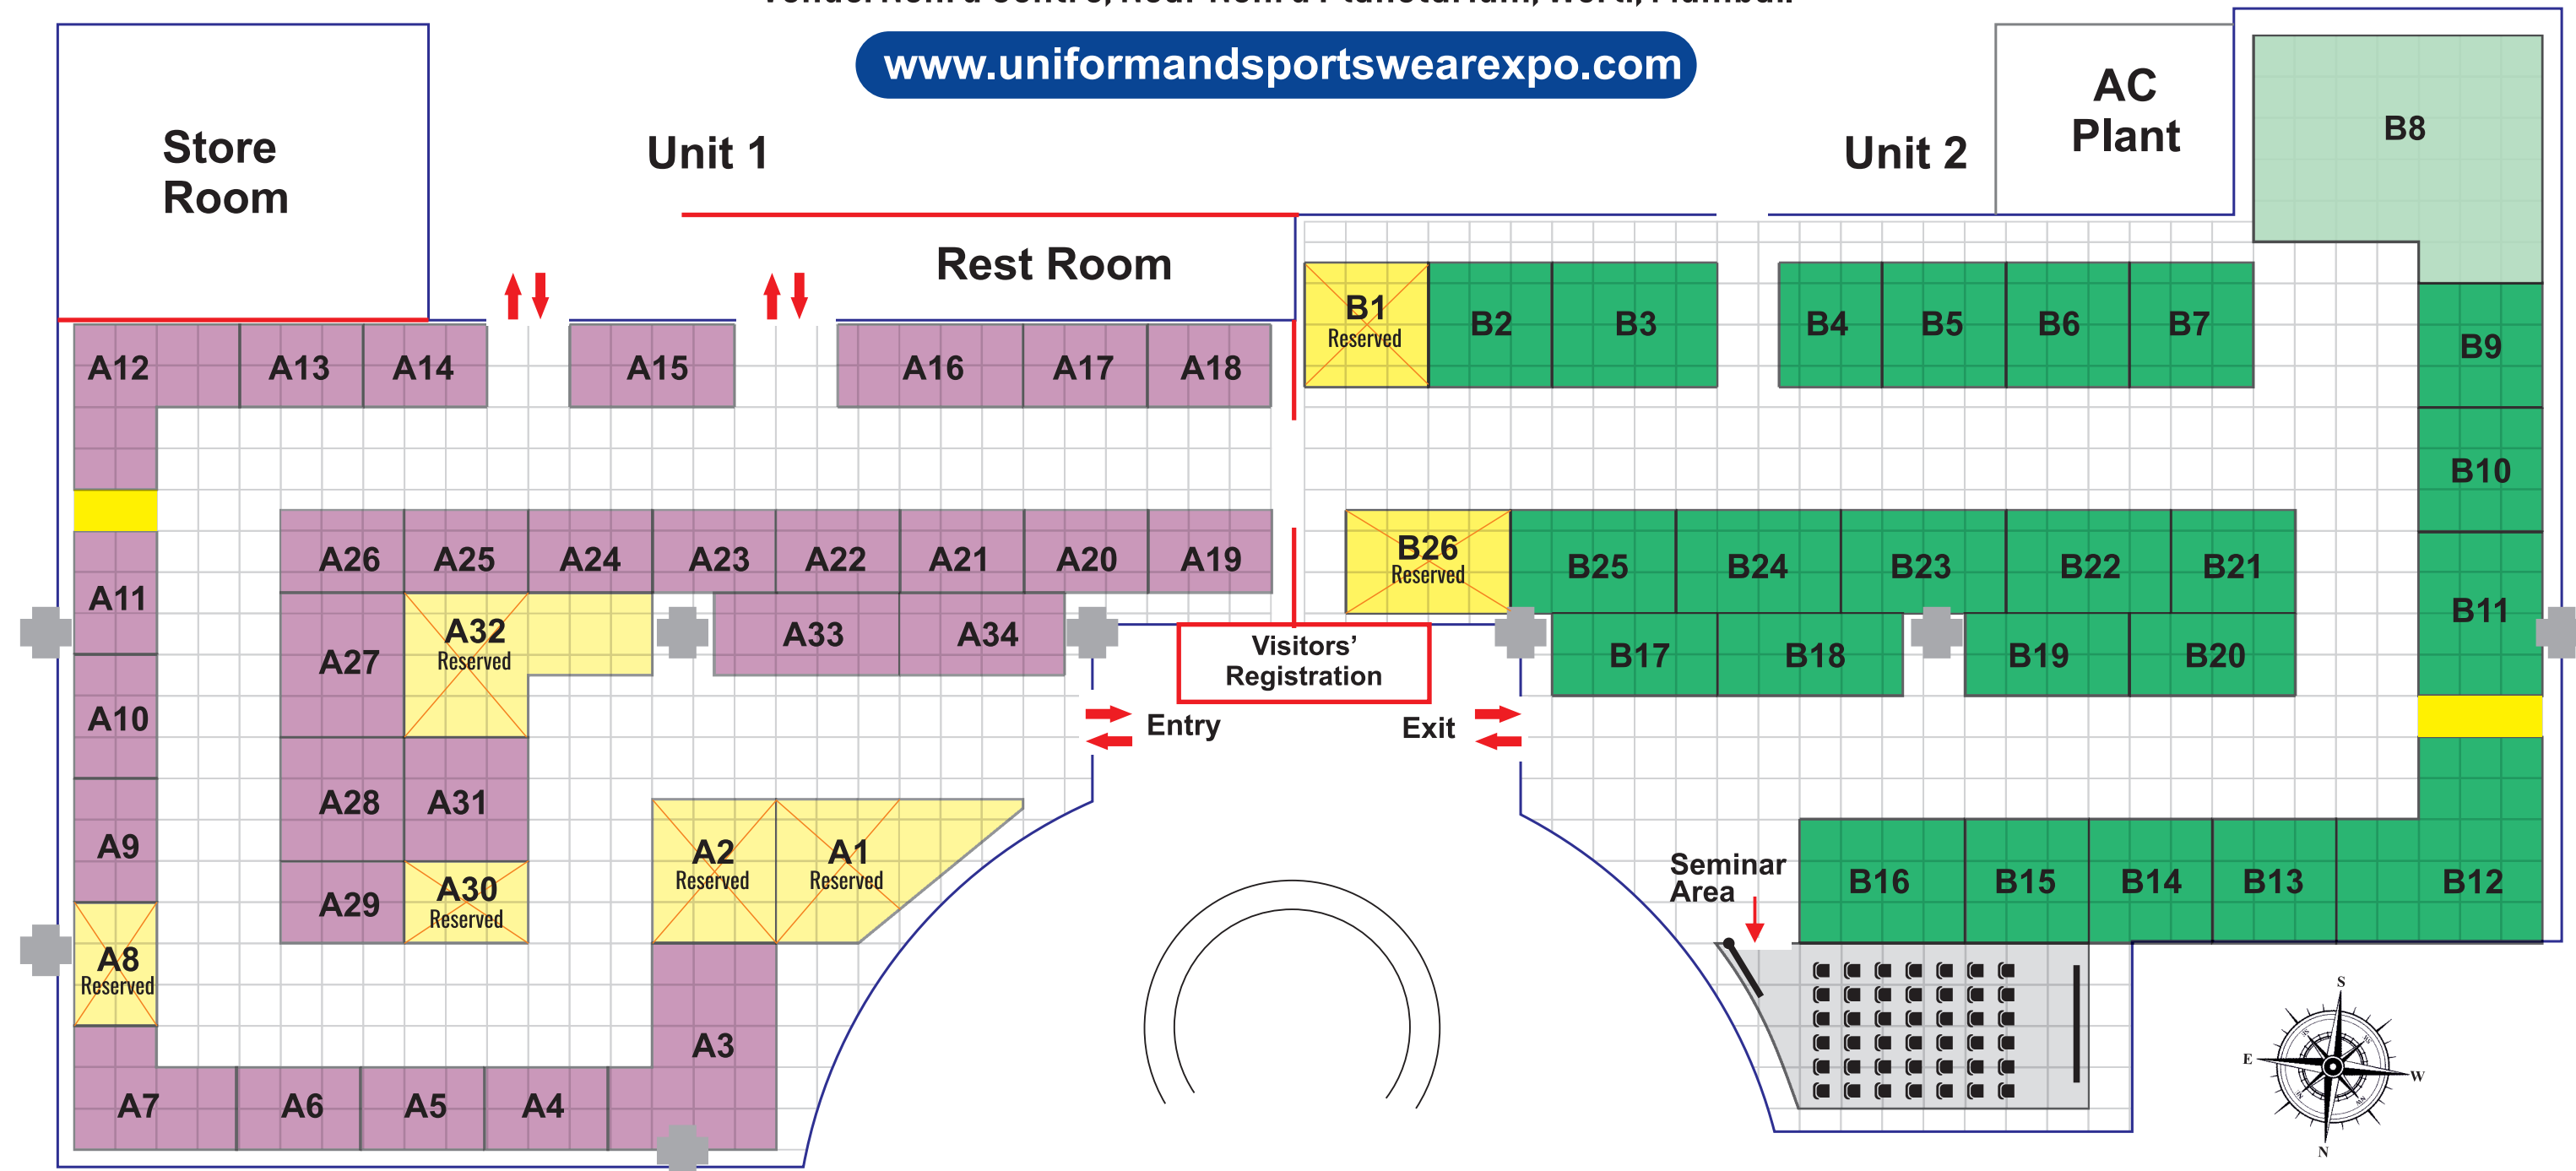 www.uniformandsportswearexpo.com
Store
Room
Unit 1
Unit 2
AC
Plant
B8
Rest Room
B1
Reserved
B2
B3
B4
B5
B6
B7
B9
A12
A13
A14
A15
A16
A17
A18
B10
A26
A25
A24
A23
A22
A21
A20
A19
B26
Reserved
B25
B24
B23
B22
B21
A11
B11
A27
A32
Reserved
A33
A34
Visitors’
Registration
B17
B18
B19
B20
A10
Entry
Exit
A28
A31
A9
A2
Reserved
A1
Reserved
Seminar
Area
B16
B15
B14
B13
B12
A29
A30
Reserved
A8
Reserved
A3
A7
A6
A5
A4
S
E
W
N